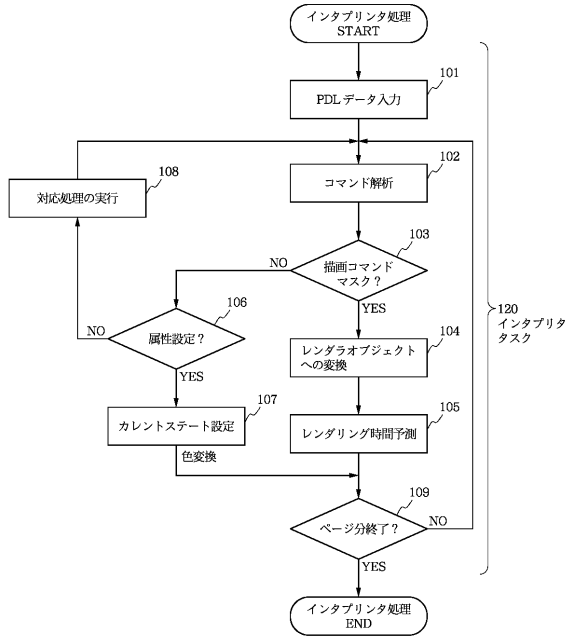 インタプリンタ処理
START
101
PDLデータ入力
108
102
対応処理の実行
コマンド解析
103
描画コマンド
マスク？
NO
YES
120
インタプリタ
タスク
106
属性設定？
NO
YES
104
レンダラオブジェクト
への変換
107
カレントステート設定
105
レンダリング時間予測
色変換
109
ページ分終了？
NO
YES
インタプリンタ処理
END